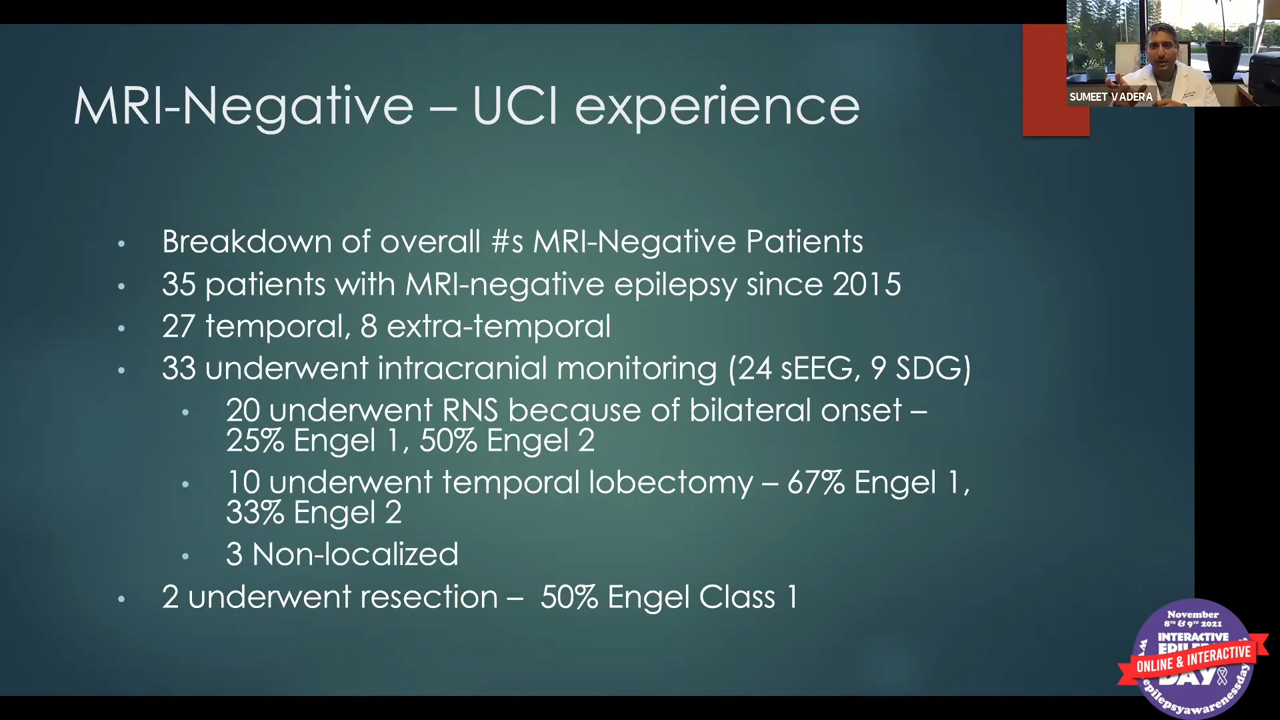 SUMEET VADERA
MRI-Negative – UCI experience
• Breakdown of overall #s MRI-Negative Patients
• 35 patients with MRI-negative epilepsy since 2015
• 27 temporal, 8 extra-temporal
• 33 underwent intracranial monitoring (24 sEEG, 9 SDG)
• 20 underwent RNS because of bilateral onset –
25% Engel 1, 50% Engel 2
• 10 underwent temporal lobectomy – 67% Engel 1,
33% Engel 2
• 3 Non-localized
• 2 underwent resection – 50% Engel Class 1
November
8TH & 9TH 2021
INTERACTIVE
ONLINE & INTERACTIVE
DAY
epilepsyawarenessday